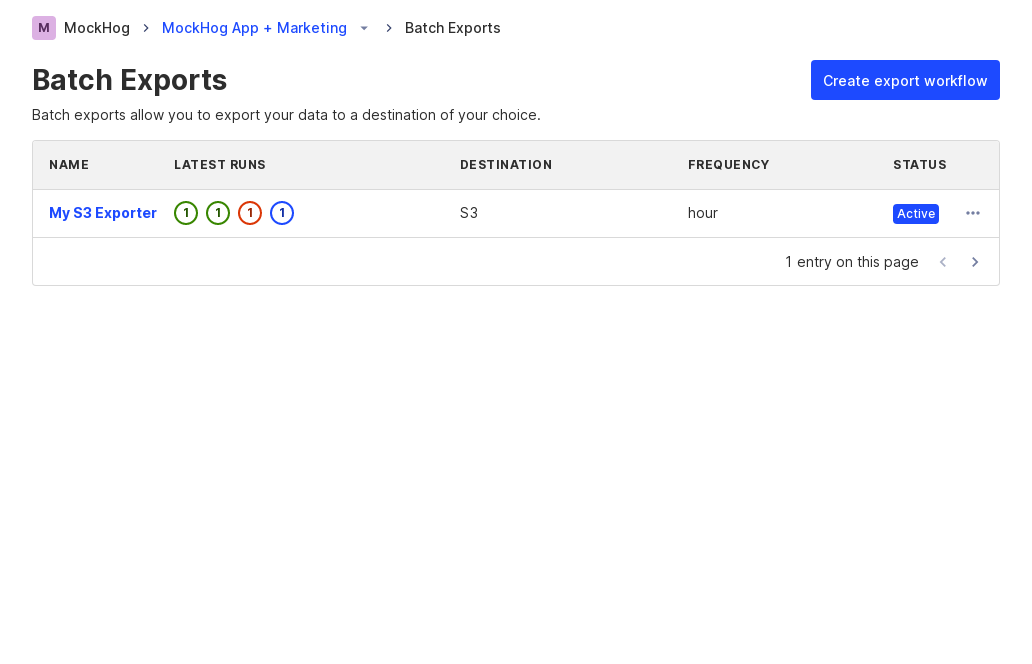 M MockHog MockHog App + Marketing Batch Exports
Batch Exports
Create export workflow
Batch exports allow you to export your data to a destination of your choice.
NAME LATEST RUNS DESTINATION FREQUENCY STATUS
My S3 Exporter 1 1 1 1 S3 hour Active
1 entry on this page